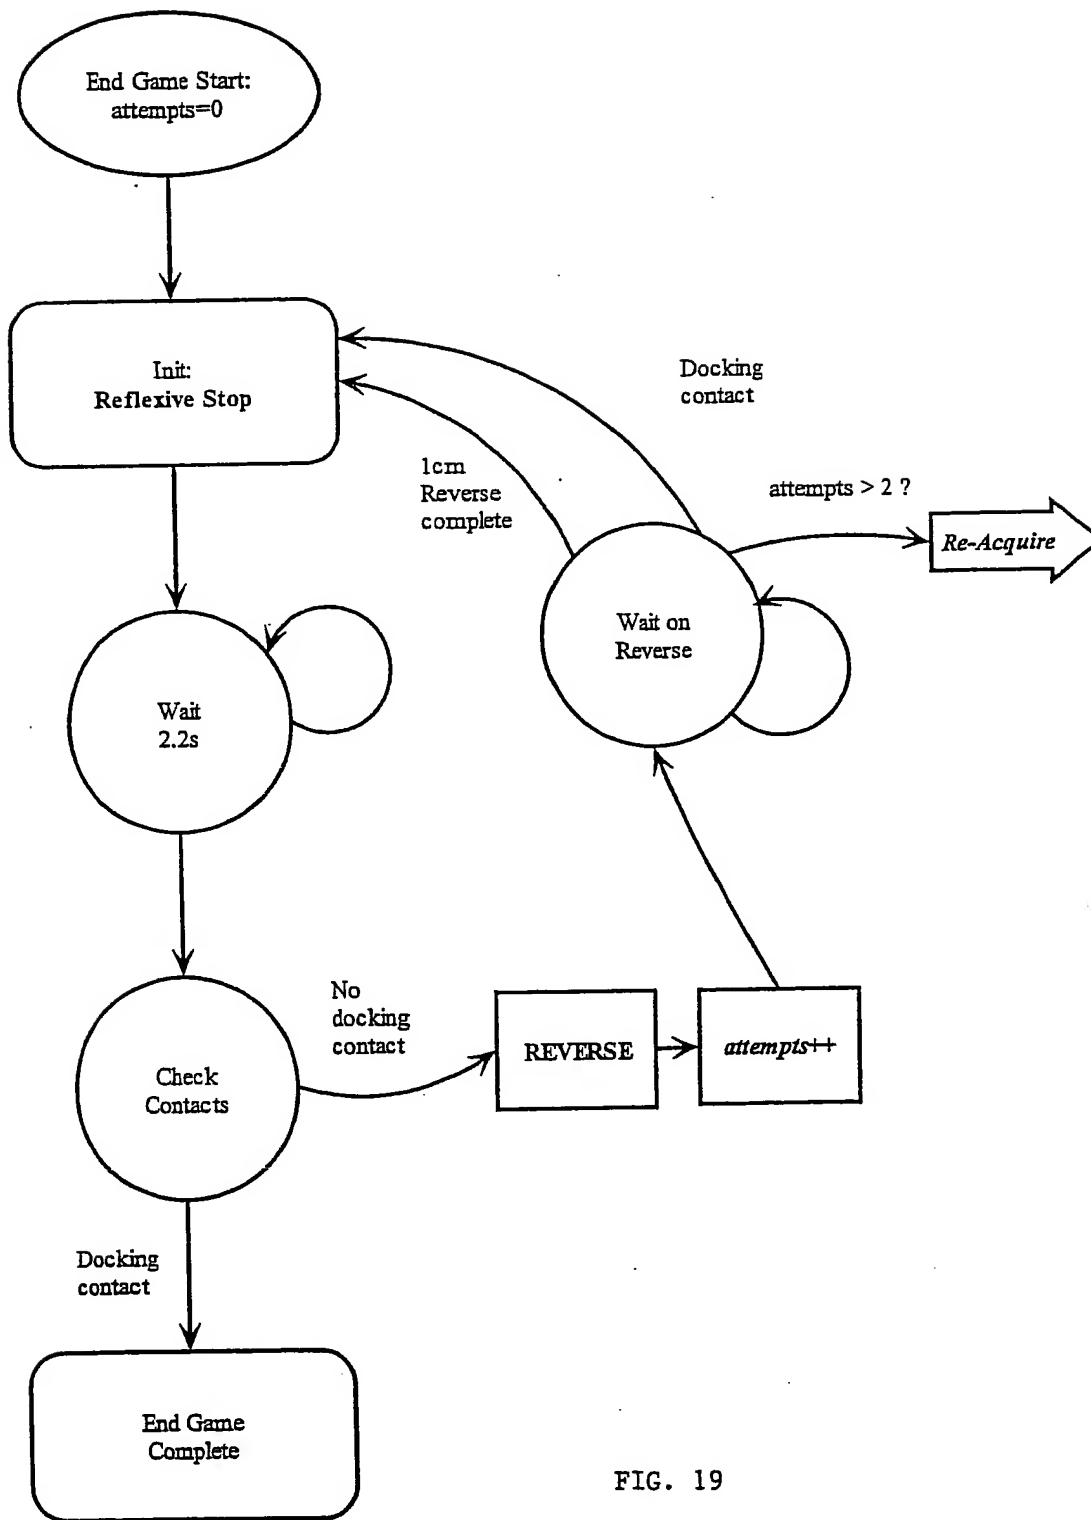 End Game Start:
attempts=0
Init:
Reflexive Stop
Docking
contact
1cm
Reverse
complete
attempts > 2 ?
Re-Acquire
Wait on
Reverse
Wait
2.2s
No
docking
contact
REVERSE
attempts++
Check
Contacts
Docking
contact
End Game
Complete
FIG. 19